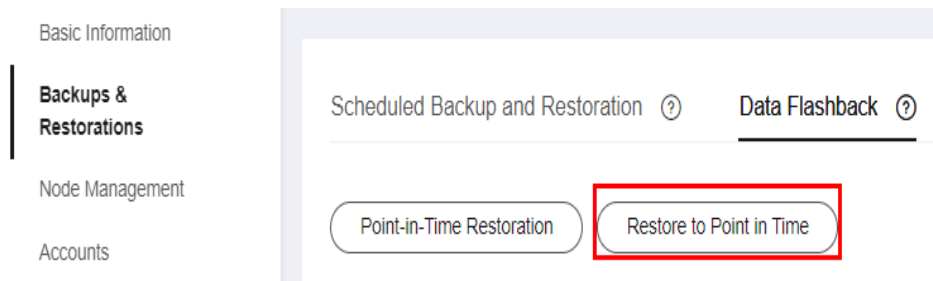 Basic Information
Backups &
Restorations
Node Management
Accounts
Scheduled Backup and Restoration ?
Data Flashback ?
Point-in-Time Restoration
Restore to Point in Time